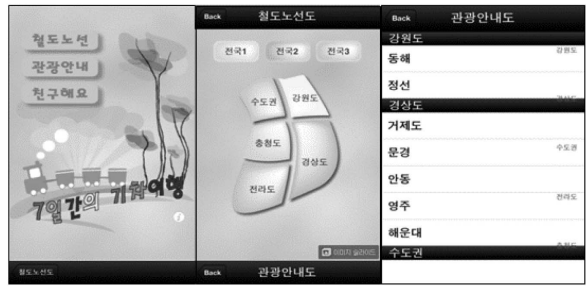 철도노선
관광안내
친구해요
7일간의 기차여행
철도노선도
Back
철도노선도
전국1
전국2
전국3
수도권
강원도
충청도
경상도
전라도
이미지 슬라이드
Back
관광안내도
Back
관광안내도
강원도
강원도
동해
정선
경상도
거제도
문경
수도권
안동
전라도
영주
해운대
수도권